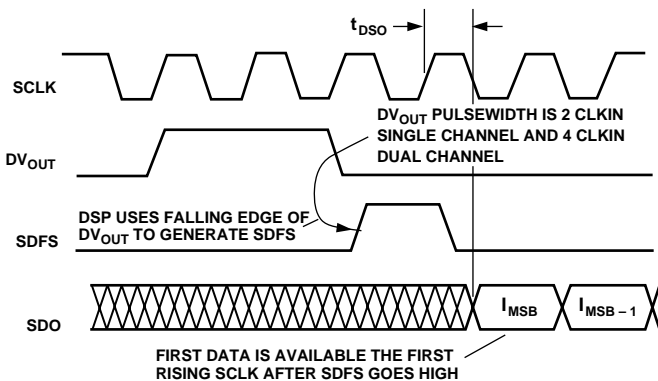 tDSO
SCLK
DVOUT PULSEWIDTH IS 2 CLKIN
SINGLE CHANNEL AND 4 CLKIN
DUAL CHANNEL
DVOUT
DSP USES FALLING EDGE OF
DVOUT TO GENERATE SDFS
SDFS
SDO
IMSB
IMSB – 1
FIRST DATA IS AVAILABLE THE FIRST
RISING SCLK AFTER SDFS GOES HIGH